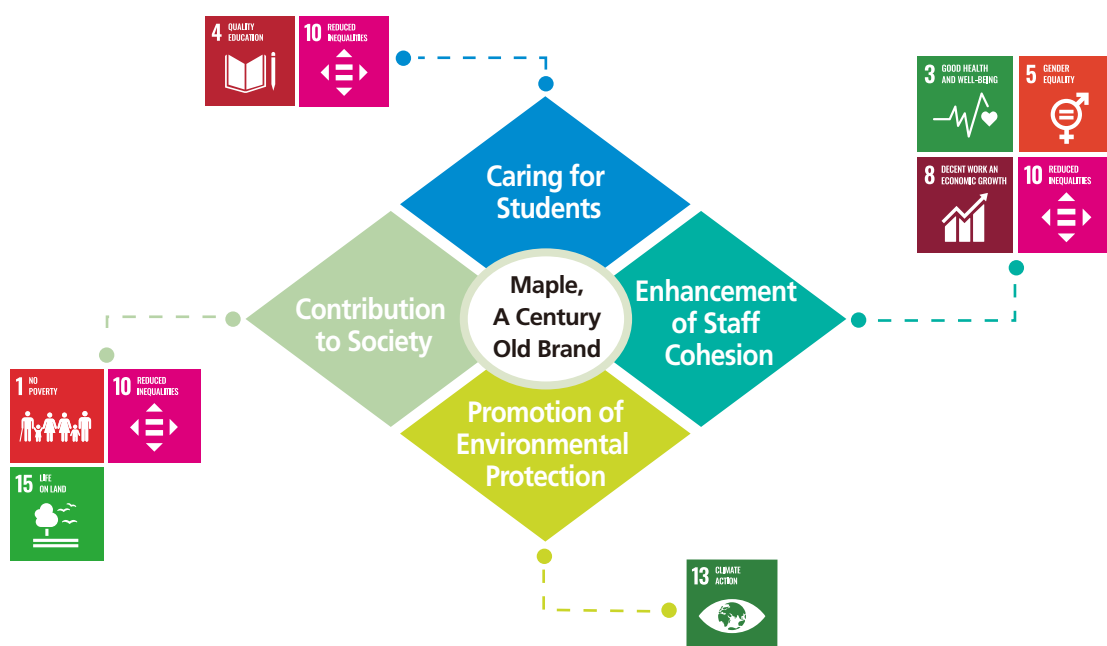 4 QUALITY
EDUCATION
10 REDUCED
INEQUALITIES
3 GOOD HEALTH
AND WELL-BEING
5 GENDER
EQUALITY
8 DECENT WORK AN
ECONOMIC GROWTH
10 REDUCED
INEQUALITIES
Caring for
Students
Contribution
to Society
Maple,
A Century
Old Brand
Enhancement
of Staff
Cohesion
Promotion of
Environmental
Protection
1 NO
POVERTY
10 REDUCED
INEQUALITIES
15 LIFE
ON LAND
13 CLIMATE
ACTION